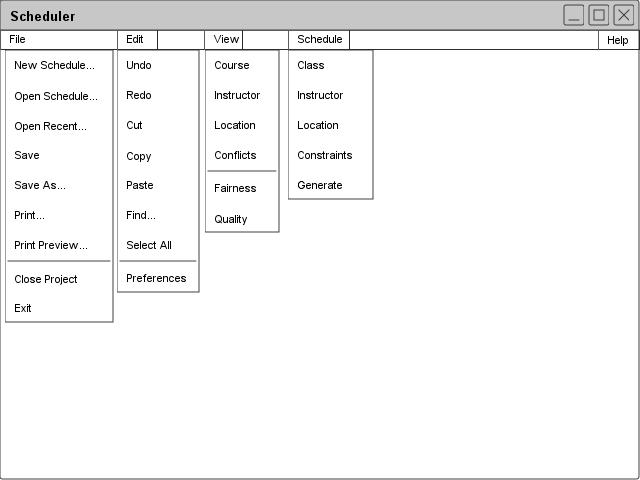 Scheduler
File Edit View Schedule Help
New Schedule...
Open Schedule...
Open Recent...
Save
Save As...
Print...
Print Preview...
Close Project
Exit
Undo
Redo
Cut
Copy
Paste
Find...
Select All
Preferences
Course
Instructor
Location
Conflicts
Fairness
Quality
Class
Instructor
Location
Constraints
Generate